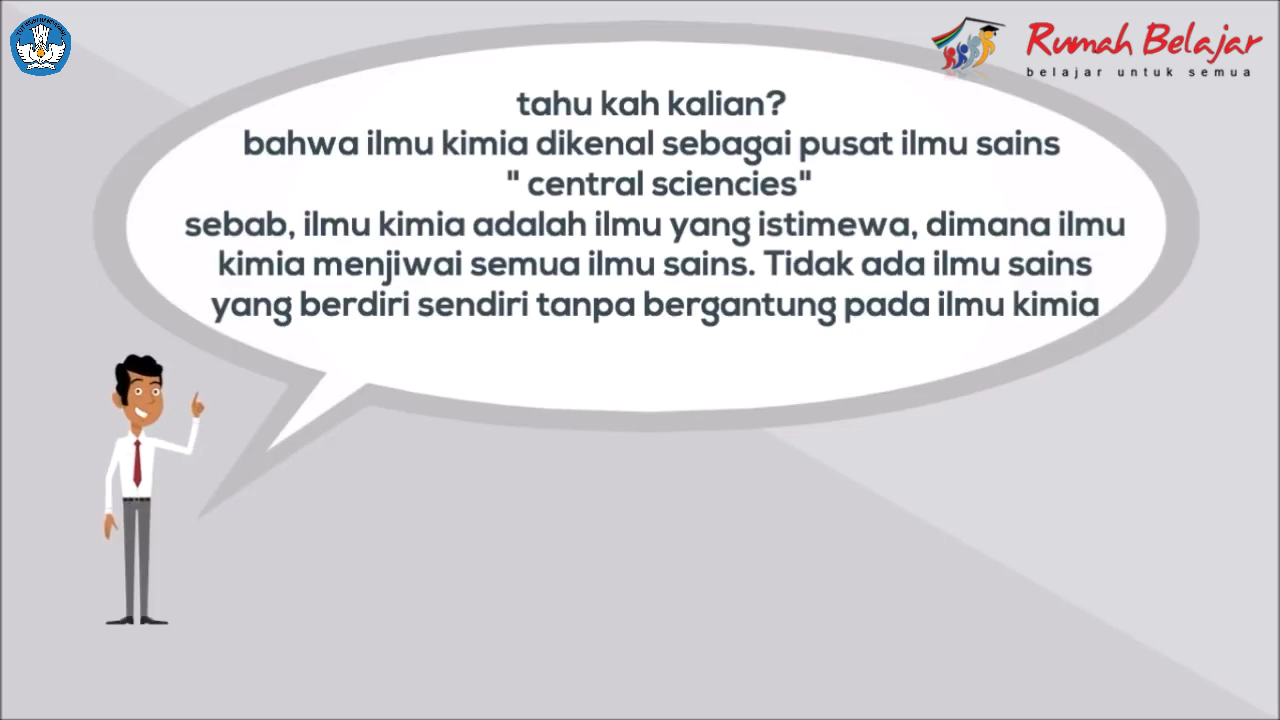 Rumah Belajar
belajar untuk semua
tahu kah kalian?
bahwa ilmu kimia dikenal sebagai pusat ilmu sains
" central sciencies"
sebab, ilmu kimia adalah ilmu yang istimewa, dimana ilmu
kimia menjiwai semua ilmu sains. Tidak ada ilmu sains
yang berdiri sendiri tanpa bergantung pada ilmu kimia